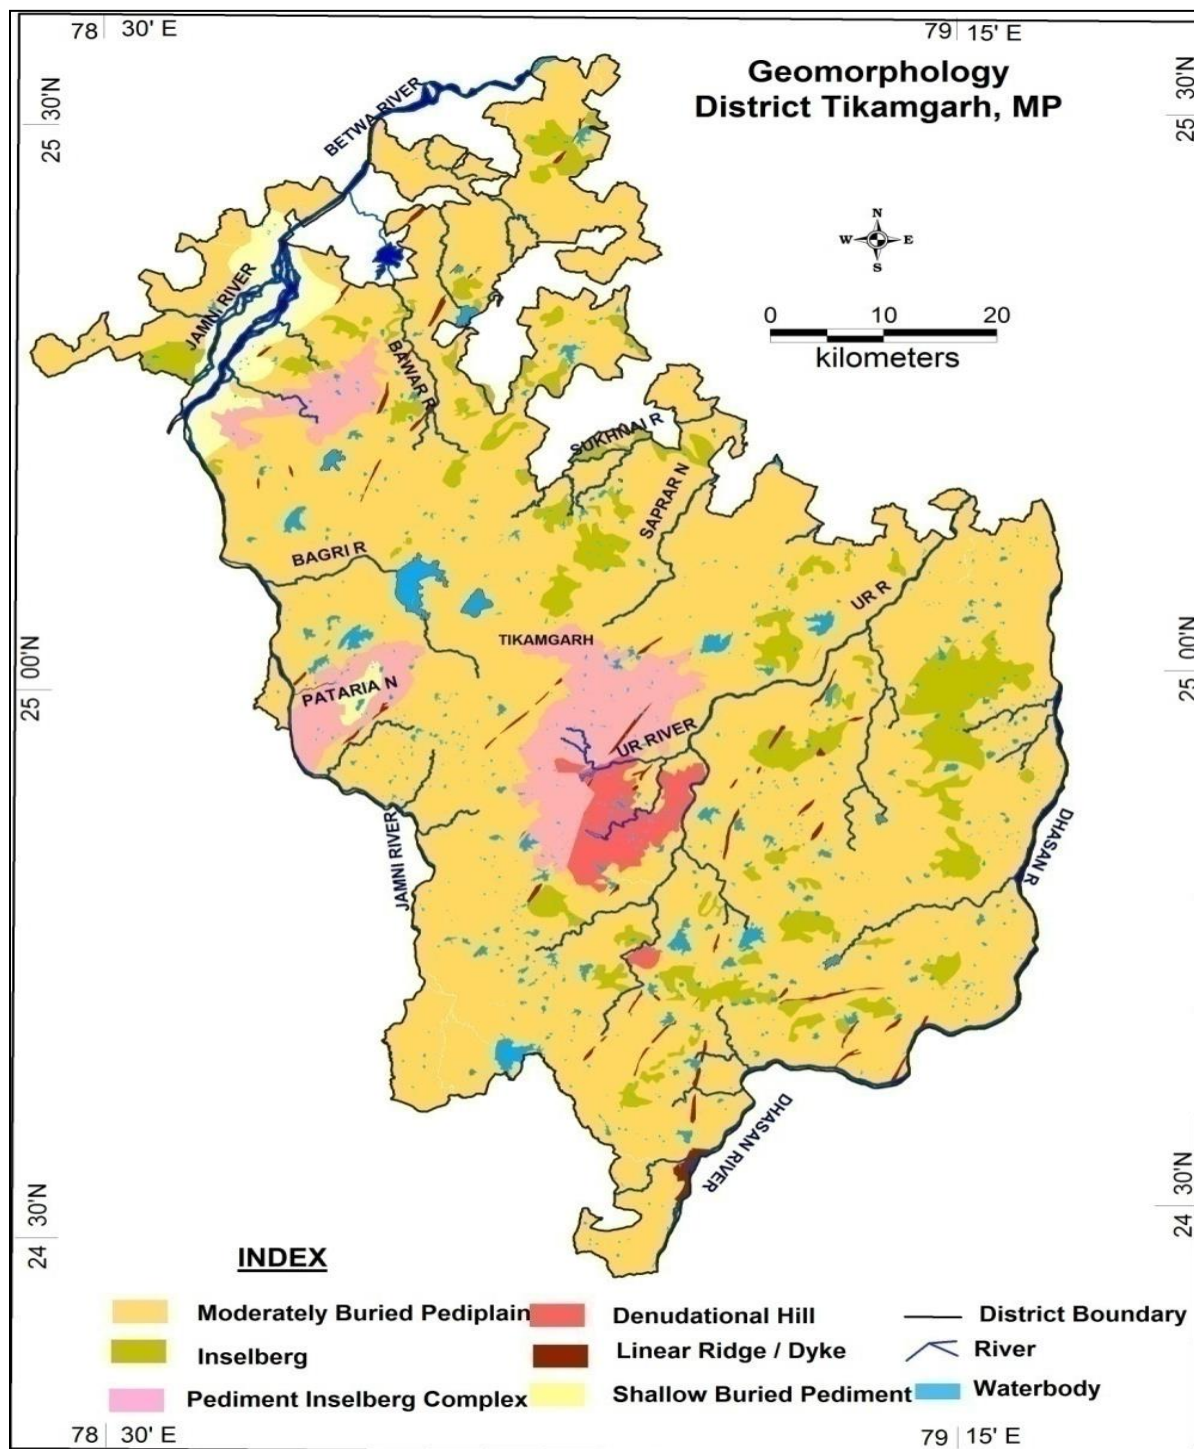 78 30' E
79 15' E
Geomorphology
District Tikamgarh, MP
25 30'N
25 30'N
BETWA RIVER
N
W E
S
JAMNI RIVER
0 10 20
kilometers
BAWAR R
SUKHNAI R
SAPRAR N
BAGRI R
UR R
TIKAMGARH
25 00'N
25 00'N
PATARIA N
UR RIVER
JAMNI RIVER
DHASAN R
DHASAN RIVER
24 30'N
24 30'N
INDEX
Moderately Buried Pediplain
Denudational Hill
District Boundary
Inselberg
Linear Ridge / Dyke
River
Pediment Inselberg Complex
Shallow Buried Pediment
Waterbody
78 30' E
79 15' E